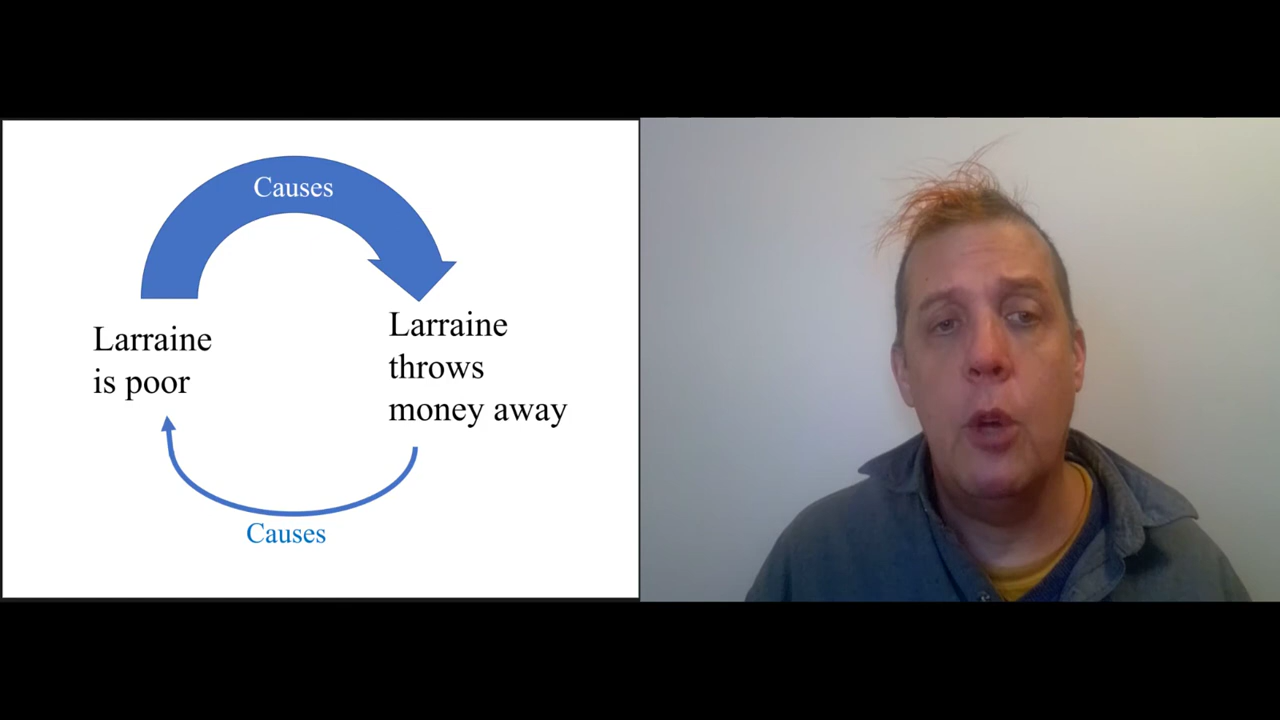 Causes
Larraine
is poor
Larraine
throws
money away
Causes